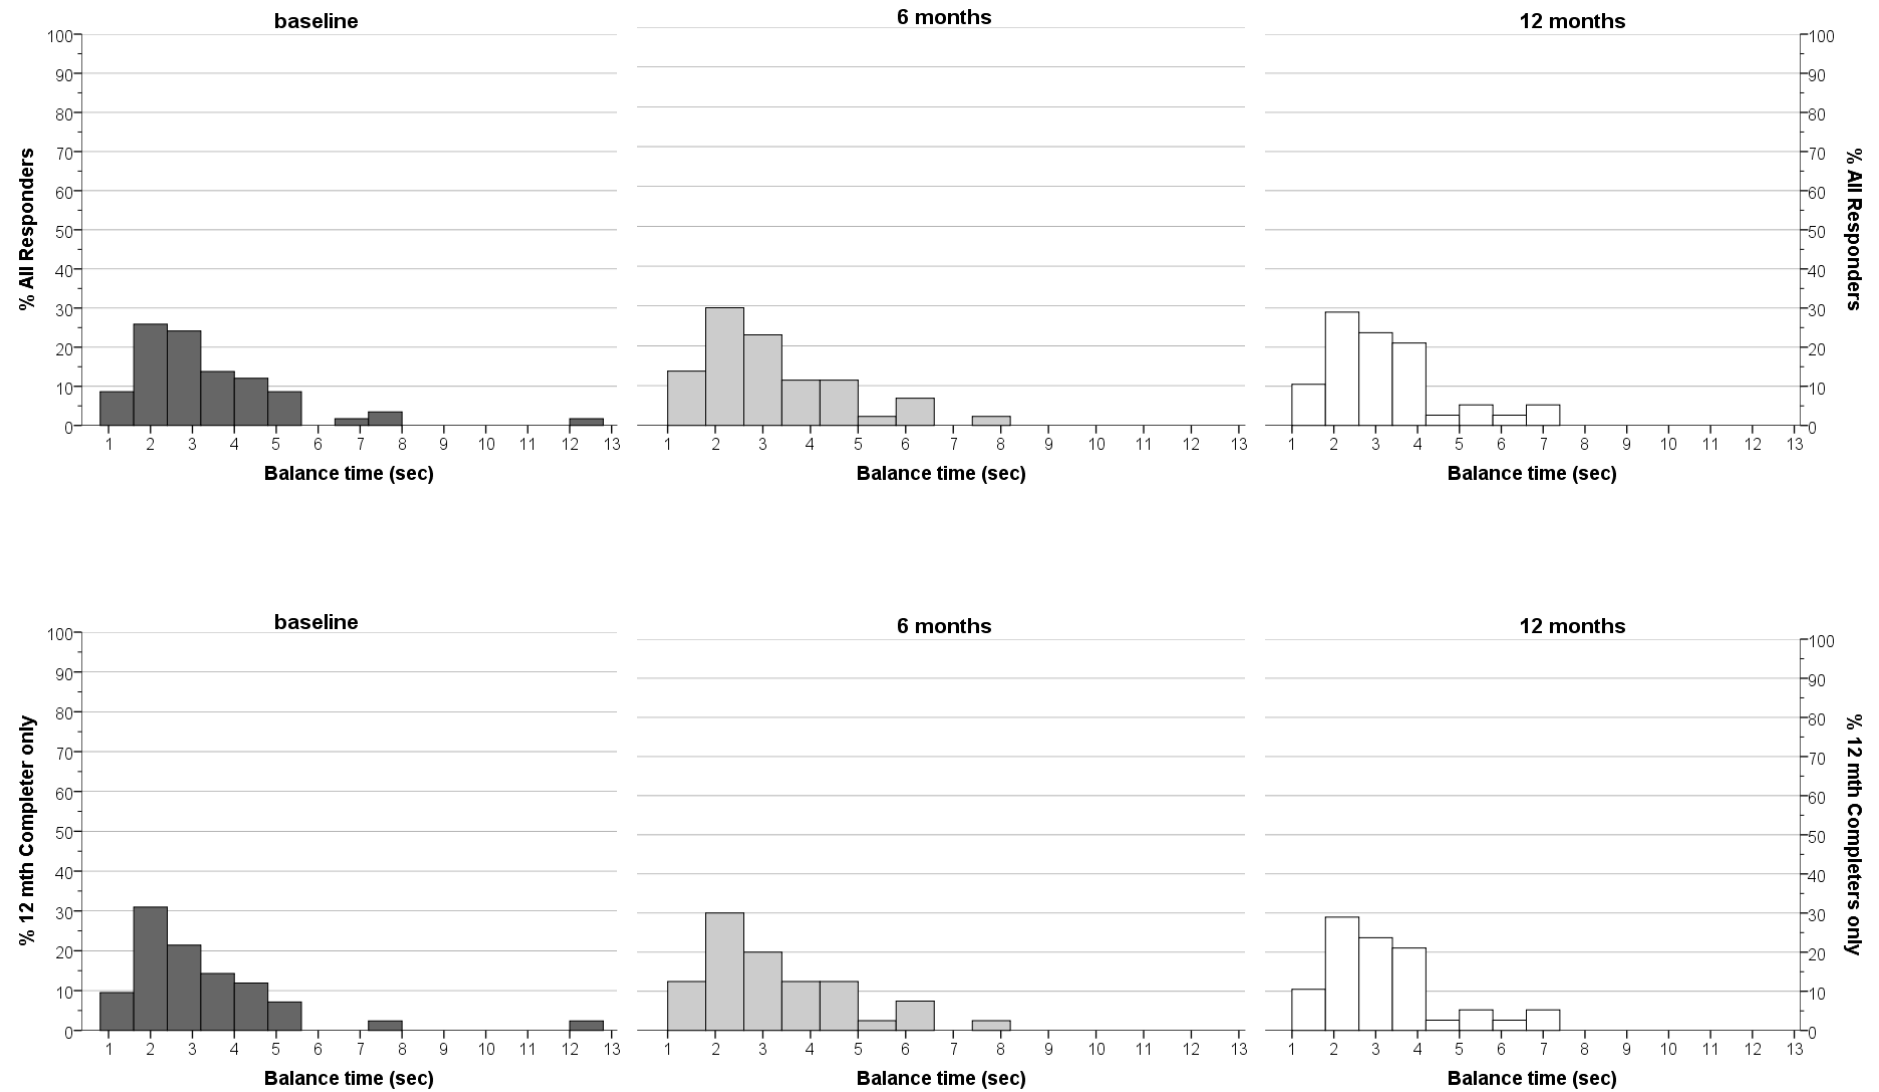 baseline
6 months
12 months
100
90
80
70
60
50
40
30
20
10
0
% All Responders
1 2 3 4 5 6 7 8 9 10 11 12 13
Balance time (sec)
1 2 3 4 5 6 7 8 9 10 11 12 13
Balance time (sec)
1 2 3 4 5 6 7 8 9 10 11 12 13
Balance time (sec)
100
90
80
70
60
50
40
30
20
10
0
% All Responders
baseline
6 months
12 months
100
90
80
70
60
50
40
30
20
10
0
% 12 mth Completer only
1 2 3 4 5 6 7 8 9 10 11 12 13
Balance time (sec)
1 2 3 4 5 6 7 8 9 10 11 12 13
Balance time (sec)
1 2 3 4 5 6 7 8 9 10 11 12 13
Balance time (sec)
100
90
80
70
60
50
40
30
20
10
0
% 12 mth Completers only